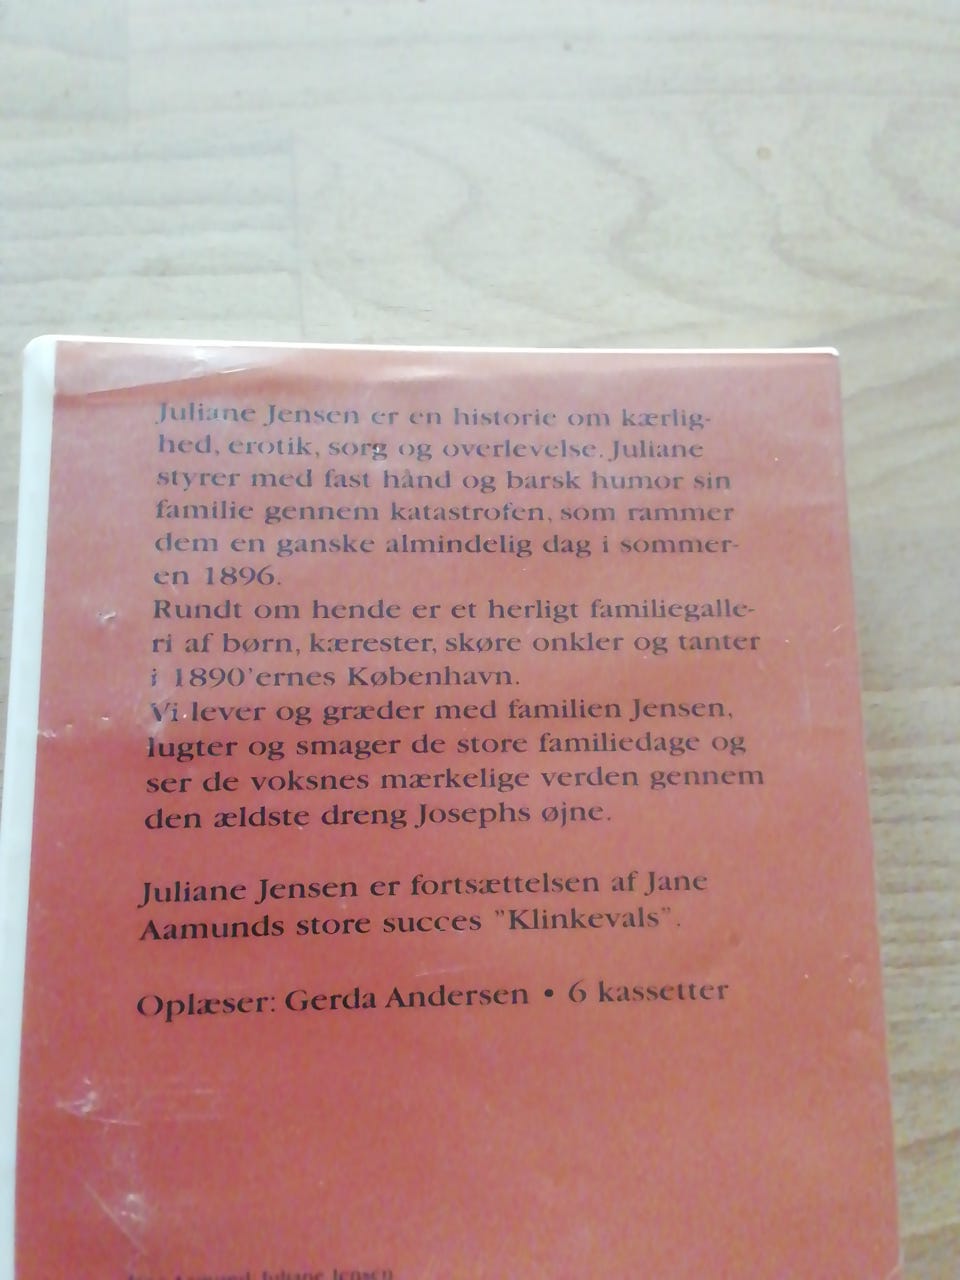 Juliane Jensen er en historie om kærlig-
hed, erotik, sorg og overlevelse. Juliane
styrer med fast hånd og barsk humor sin
familie gennem katastrofen, som rammer
dem en ganske almindelig dag i sommer-
en 1896.
Rundt om hende er et herligt familiegalle-
ri af børn, kærester, skøre onkler og tanter
i 1890'ernes København.
Vi lever og græder med familien Jensen,
lugter og smager de store familiedage og
ser de voksnes mærkelige verden gennem
den ældste dreng Josephs øjne.
Juliane Jensen er fortsættelsen af Jane
Aamunds store succes "Klinkevals".
Oplæser: Gerda Andersen • 6 kassetter
Juliane Jensen